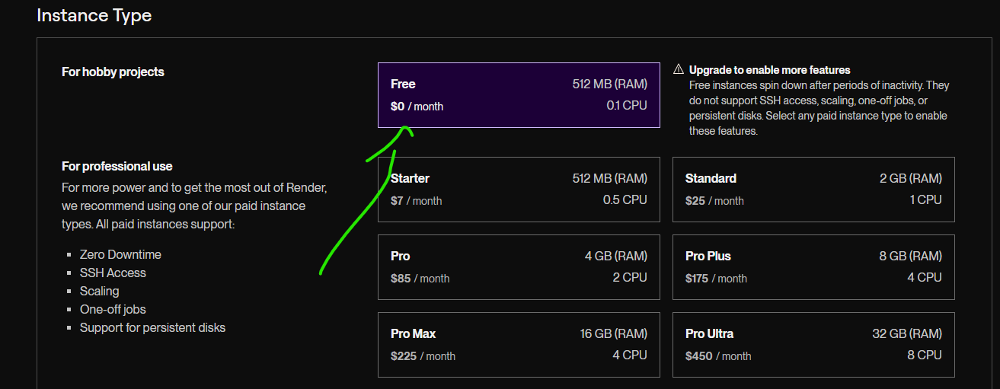 Instance Type
For hobby projects
Free
512 MB (RAM)
$0 / month
0.1 CPU
⚠ Upgrade to enable more features
Free instances spin down after periods of inactivity. They
do not support SSH access, scaling, one-off jobs, or
persistent disks. Select any paid instance type to enable
these features.
For professional use
For more power and to get the most out of Render,
we recommend using one of our paid instance
types. All paid instances support:
Zero Downtime
SSH Access
Scaling
One-off jobs
Support for persistent disks
Starter
512 MB (RAM)
$7 / month
0.5 CPU
Standard
2 GB (RAM)
$25 / month
1 CPU
Pro
4 GB (RAM)
$85 / month
2 CPU
Pro Plus
8 GB (RAM)
$175 / month
4 CPU
Pro Max
16 GB (RAM)
$225 / month
4 CPU
Pro Ultra
32 GB (RAM)
$450 / month
8 CPU